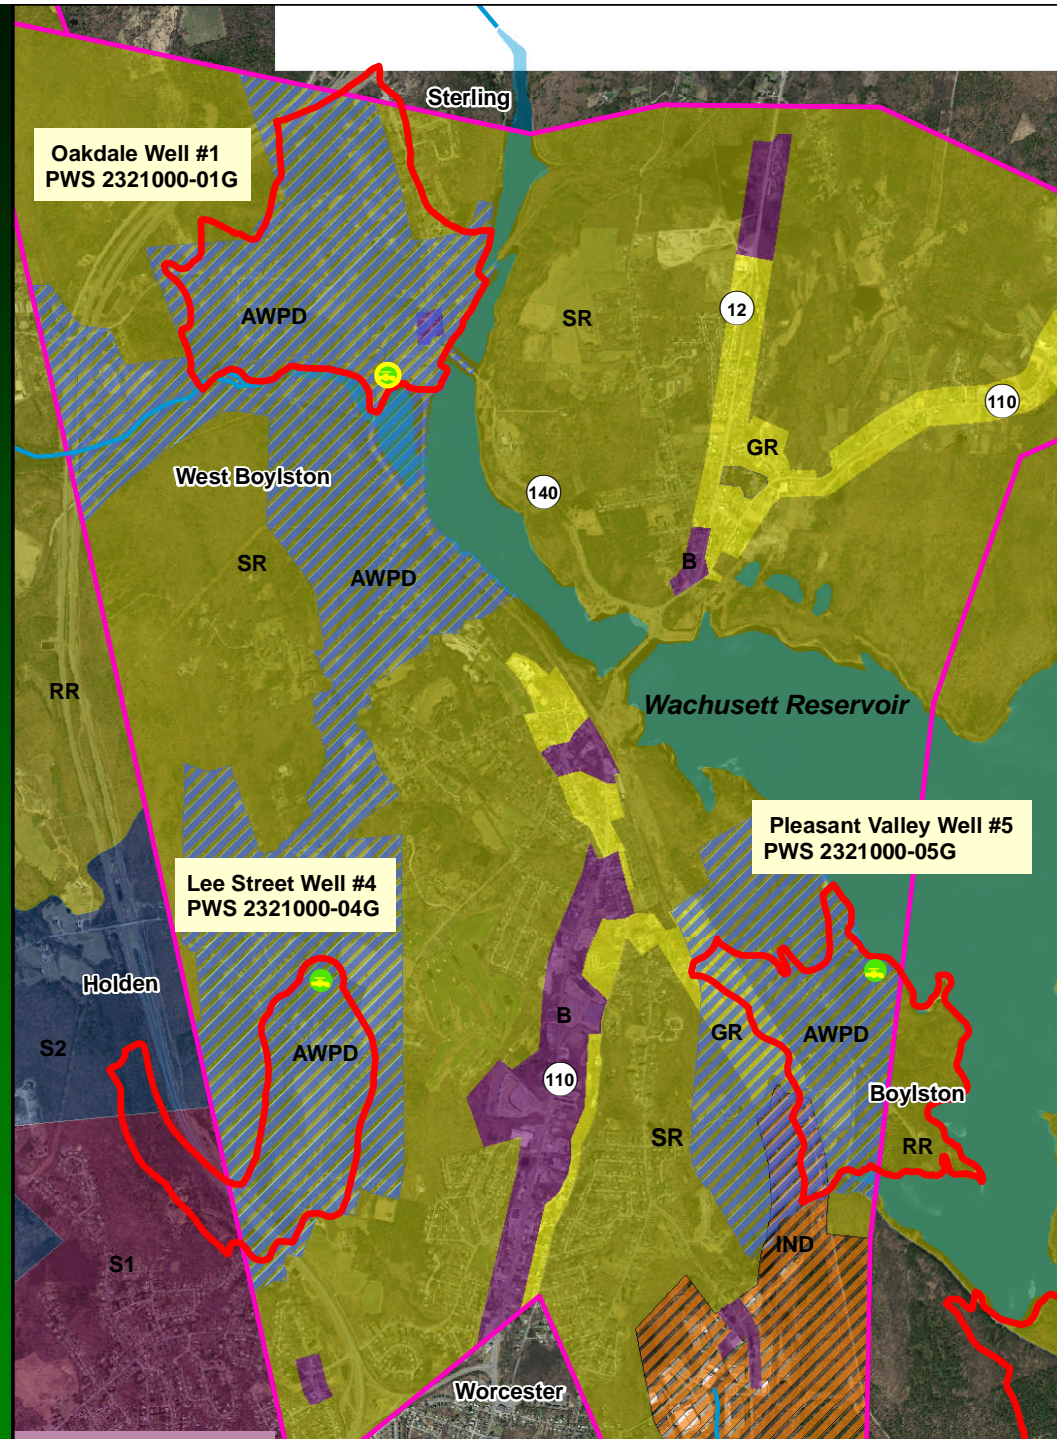 Sterling
Oakdale Well #1
PWS 2321000-01G
AWPD
SR
12
110
GR
West Boylston
140
SR
AWPD
B
RR
Wachusett Reservoir
Pleasant Valley Well #5
PWS 2321000-05G
Lee Street Well #4
PWS 2321000-04G
Holden
B
GR
AWPD
S2
AWPD
110
Boylston
SR
RR
IND
S1
Worcester